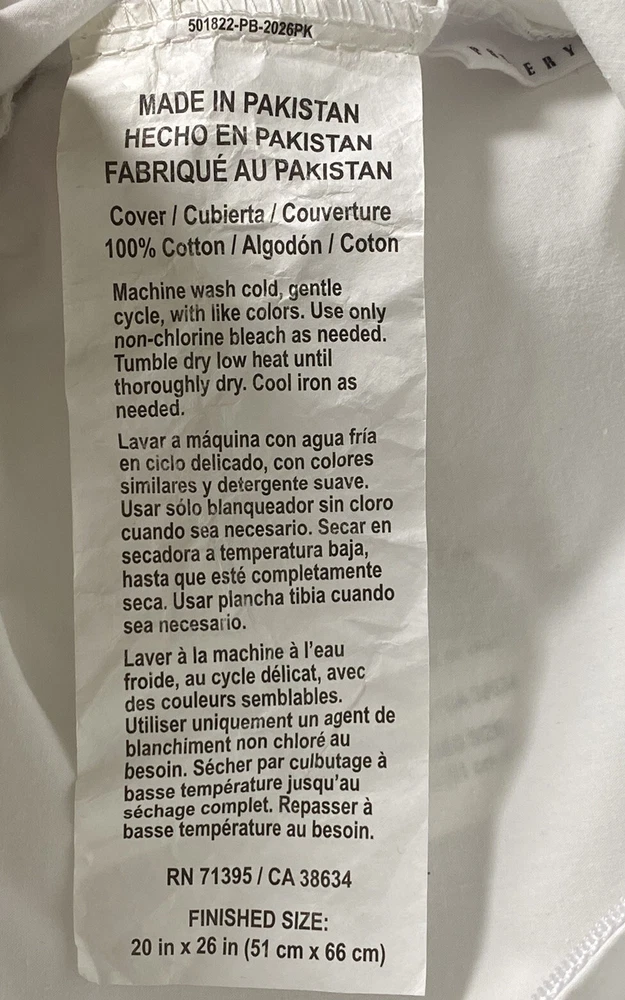 501822-PB-2026PK
MADE IN PAKISTAN
HECHO EN PAKISTAN
FABRIQUÉ AU PAKISTAN
Cover / Cubierta / Couverture
100% Cotton / Algodón / Coton
Machine wash cold, gentle
cycle, with like colors. Use only
non-chlorine bleach as needed.
Tumble dry low heat until
thoroughly dry. Cool iron as
needed.
Lavar a máquina con agua fría
en ciclo delicado, con colores
similares y detergente suave.
Usar sólo blanqueador sin cloro
cuando sea necesario. Secar en
secadora a temperatura baja,
hasta que esté completamente
seca. Usar plancha tibia cuando
sea necesario.
Laver à la machine à l'eau
froide, au cycle délicat, avec
des couleurs semblables.
Utiliser uniquement un agent de
blanchiment non chloré au
besoin. Sécher par culbutage à
basse température jusqu'au
séchage complet. Repasser à
basse température au besoin.
RN 71395 / CA 38634
FINISHED SIZE:
20 in x 26 in (51 cm x 66 cm)